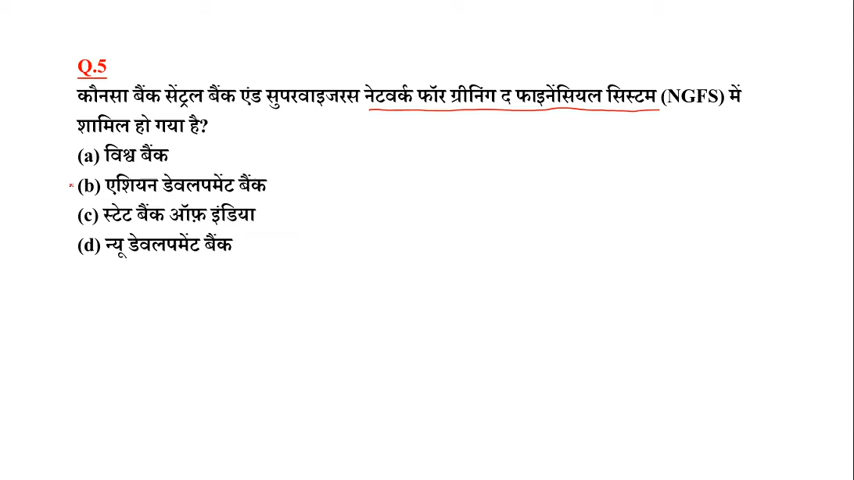 Q.5
कौनसा बैंक सेंट्रल बैंक एंड सुपरवाइजरस नेटवर्क फॉर ग्रीनिंग द फाइनेंसियल सिस्टम (NGFS) में
शामिल हो गया है?
(a) विश्व बैंक
(b) एशियन डेवलपमेंट बैंक
(c) स्टेट बैंक ऑफ़ इंडिया
(d) न्यू डेवलपमेंट बैंक